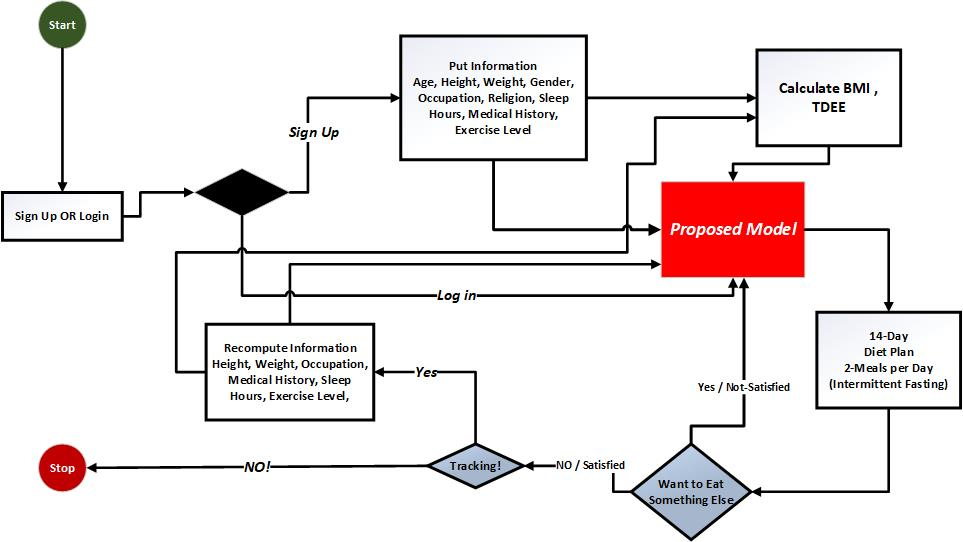 Start
Sign Up OR Login
Sign Up
Put Information
Age, Height, Weight, Gender,
Occupation, Religion, Sleep
Hours, Medical History,
Exercise Level
Calculate BMI ,
TDEE
Proposed Model
Log in
14-Day
Diet Plan
2-Meals per Day
(Intermittent Fasting)
Recompute Information
Height, Weight, Occupation,
Medical History, Sleep
Hours, Exercise Level,
Yes
Yes / Not-Satisfied
Want to Eat
Something Else
NO / Satisfied
Tracking!
NO!
Stop